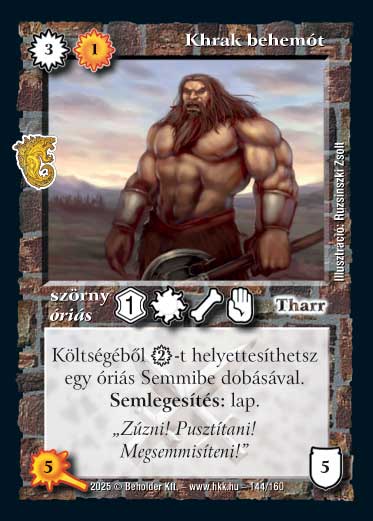 3 1 Khrak behemót
Illusztráció: Ruzsinszki Zsolt
szörny
óriás
1
Tharr
Költségéből 2-t helyettesíthetsz
egy óriás Semmibe dobásával.
Semlegesítés: lap.
„Zúzni! Pusztítani!
Megsemmisíteni!”
5 5
2025 © Beholder Kft. – www.hkk.hu – 144/160